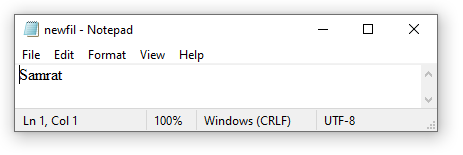 newfil - Notepad
File Edit Format View Help
Samrat
Ln 1, Col 1 100% Windows (CRLF) UTF-8